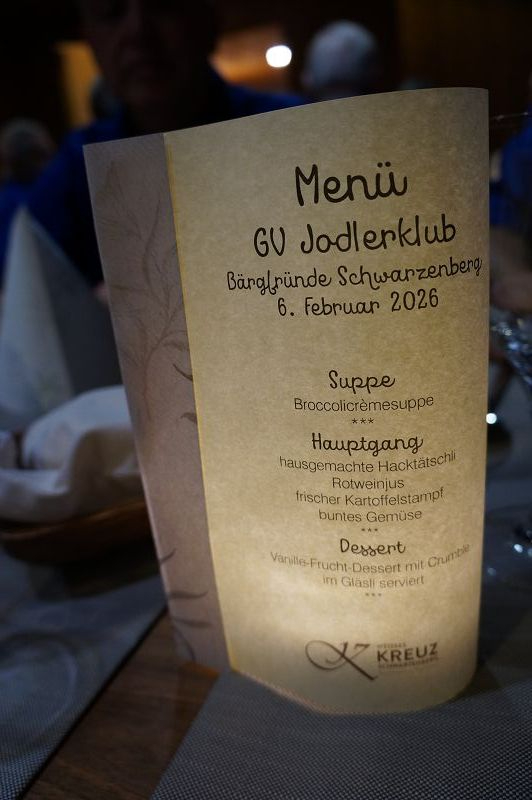 Menü
GV Jodlerklub
Bärgfründe Schwarzenberg
6. Februar 2026
Suppe
Broccolicrèmesuppe
***
Hauptgang
hausgemachte Hacktätschli
Rotweinjus
frischer Kartoffelstampf
buntes Gemüse
***
Dessert
Vanille-Frucht-Dessert mit Crumble
im Gläsli serviert
***
KREUZ
SCHWARZENBERG